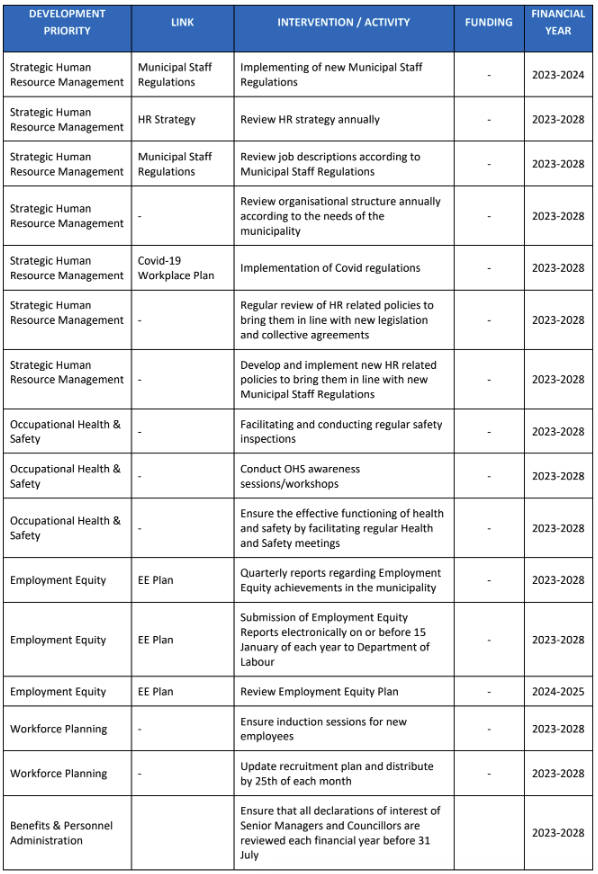 DEVELOPMENT
PRIORITY
LINK
INTERVENTION / ACTIVITY
FUNDING
FINANCIAL
YEAR
Strategic Human
Resource Management
Municipal Staff
Regulations
Implementing of new Municipal Staff
Regulations
-
2023-2024
Strategic Human
Resource Management
HR Strategy
Review HR strategy annually
-
2023-2028
Strategic Human
Resource Management
Municipal Staff
Regulations
Review job descriptions according to
Municipal Staff Regulations
-
2023-2028
Strategic Human
Resource Management
-
Review organisational structure annually
according to the needs of the
municipality
-
2023-2028
Strategic Human
Resource Management
Covid-19
Workplace Plan
Implementation of Covid regulations
-
2023-2028
Strategic Human
Resource Management
-
Regular review of HR related policies to
bring them in line with new legislation
and collective agreements
-
2023-2028
Strategic Human
Resource Management
-
Develop and implement new HR related
policies to bring them in line with new
Municipal Staff Regulations
-
2023-2028
Occupational Health &
Safety
-
Facilitating and conducting regular safety
inspections
-
2023-2028
Occupational Health &
Safety
-
Conduct OHS awareness
sessions/workshops
-
2023-2028
Occupational Health &
Safety
-
Ensure the effective functioning of health
and safety by facilitating regular Health
and Safety meetings
-
2023-2028
Employment Equity
EE Plan
Quarterly reports regarding Employment
Equity achievements in the municipality
-
2023-2028
Employment Equity
EE Plan
Submission of Employment Equity
Reports electronically on or before 15
January of each year to Department of
Labour
-
2023-2028
Employment Equity
EE Plan
Review Employment Equity Plan
-
2024-2025
Workforce Planning
-
Ensure induction sessions for new
employees
-
2023-2028
Workforce Planning
-
Update recruitment plan and distribute
by 25th of each month
-
2023-2028
Benefits & Personnel
Administration
Ensure that all declarations of interest of
Senior Managers and Councillors are
reviewed each financial year before 31
July
2023-2028